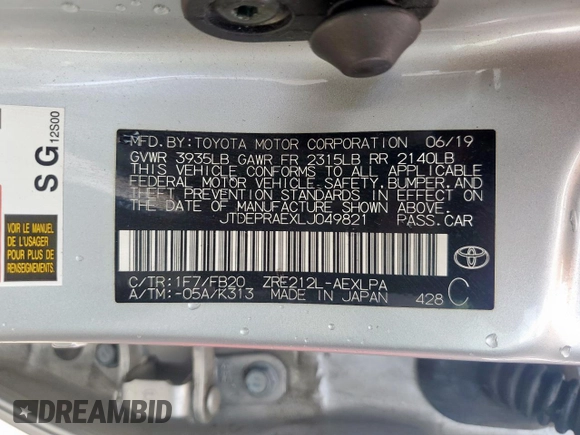 MFD.BY:TOYOTA MOTOR CORPORATION 06/19
GVWR 3935LB GAWR FR 2315LB RR 2140LB
THIS VEHICLE CONFORMS TO ALL APPLICABLE
FEDERAL MOTOR VEHICLE SAFETY, BUMPER, AND
THEFT PREVENTION STANDARDS IN EFFECT ON
THE DATE OF MANUFACTURE SHOWN ABOVE.
JTDEPRAEXLJ049821 PASS.CAR
C/TR:1F7/FB20 ZRE212L-AEXLPA
A/TM:-05A/K313 MADE IN JAPAN 428 C
TOYOTA
SG 12S00
VOIR LE MANUEL
DE L'USAGER
POUR PLUS
D'INFORMATIONS
DREAMBID